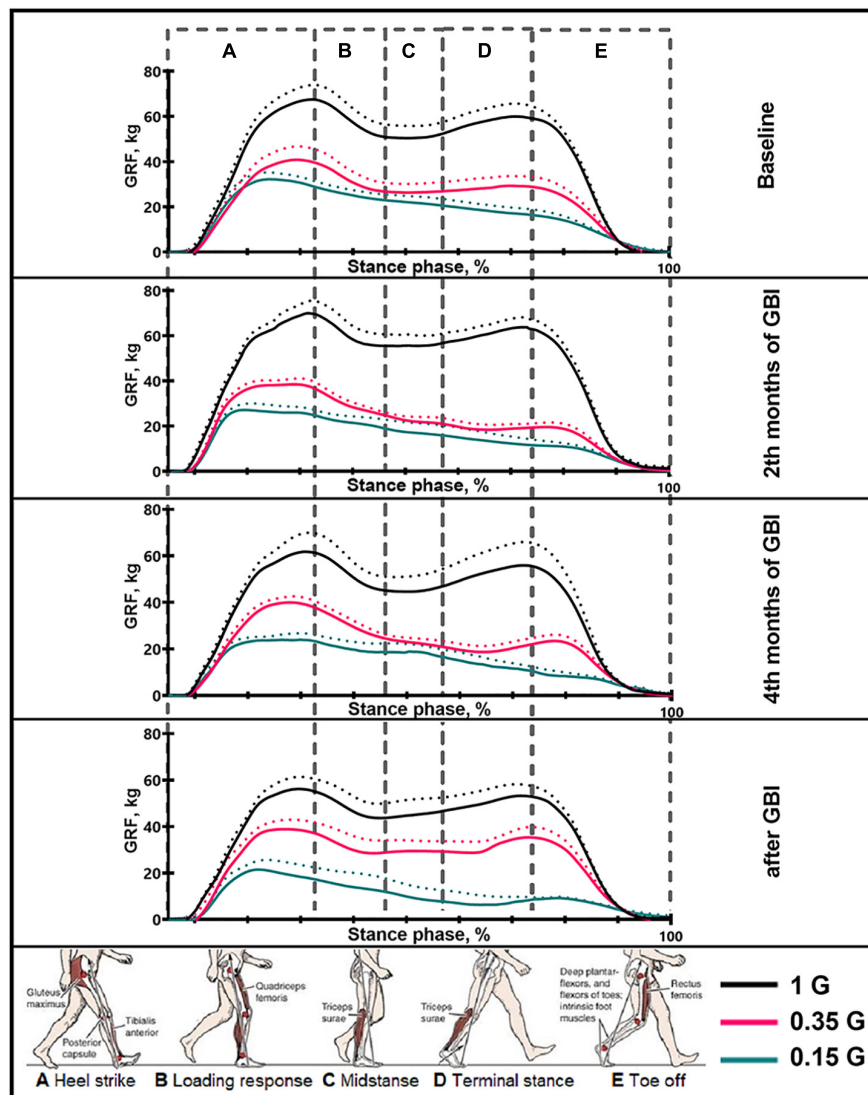 A B C D E
80
60
40
20
0
GRF, kg
Stance phase, %
100
Baseline
80
60
40
20
0
GRF, kg
Stance phase, %
100
2th months of GBI
80
60
40
20
0
GRF, kg
Stance phase, %
100
4th months of GBI
80
60
40
20
0
GRF, kg
Stance phase, %
100
after GBI
Gluteus
maximus
Tibialis
anterior
Posterior
capsule
Quadriceps
femoris
Triceps
surae
Triceps
surae
Deep plantar-
flexors, and
flexors of toes;
intrinsic foot
muscles
Rectus
femoris
A Heel strike
B Loading response
C Midstanse
D Terminal stance
E Toe off
1 G
0.35 G
0.15 G